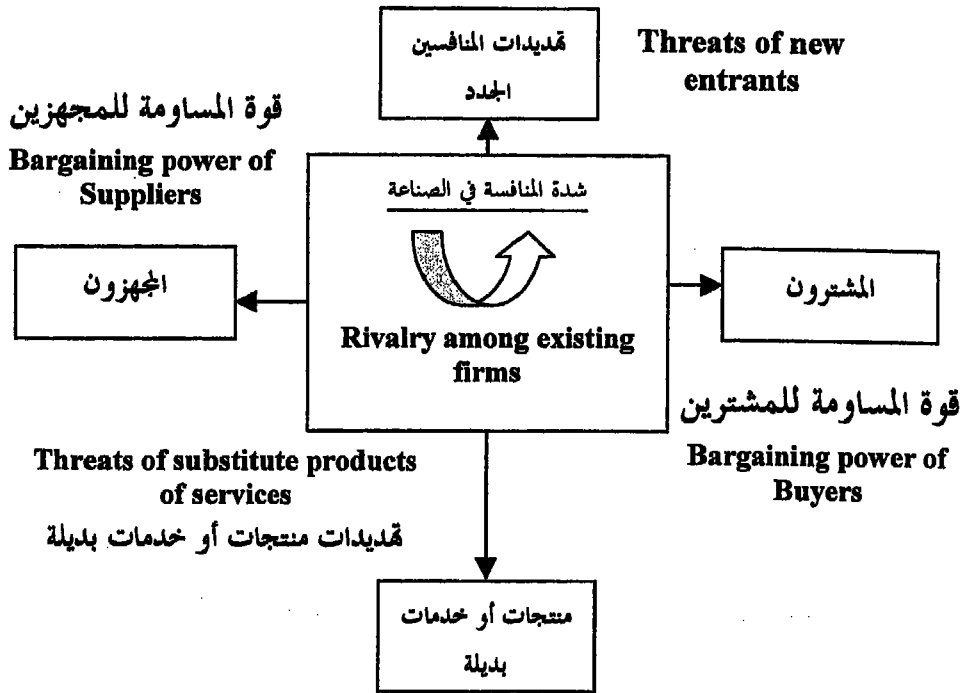 تهديدات المنافسين
الجدد
Threats of new
entrants
قوة المساومة للمجهزين
Bargaining power of
Suppliers
شدة المنافسة في الصناعة
المجهزون
المشترون
Rivalry among existing
firms
قوة المساومة للمشترين
Bargaining power of
Buyers
Threats of substitute products
of services
تهديدات منتجات أو خدمات بديلة
منتجات أو خدمات
بديلة